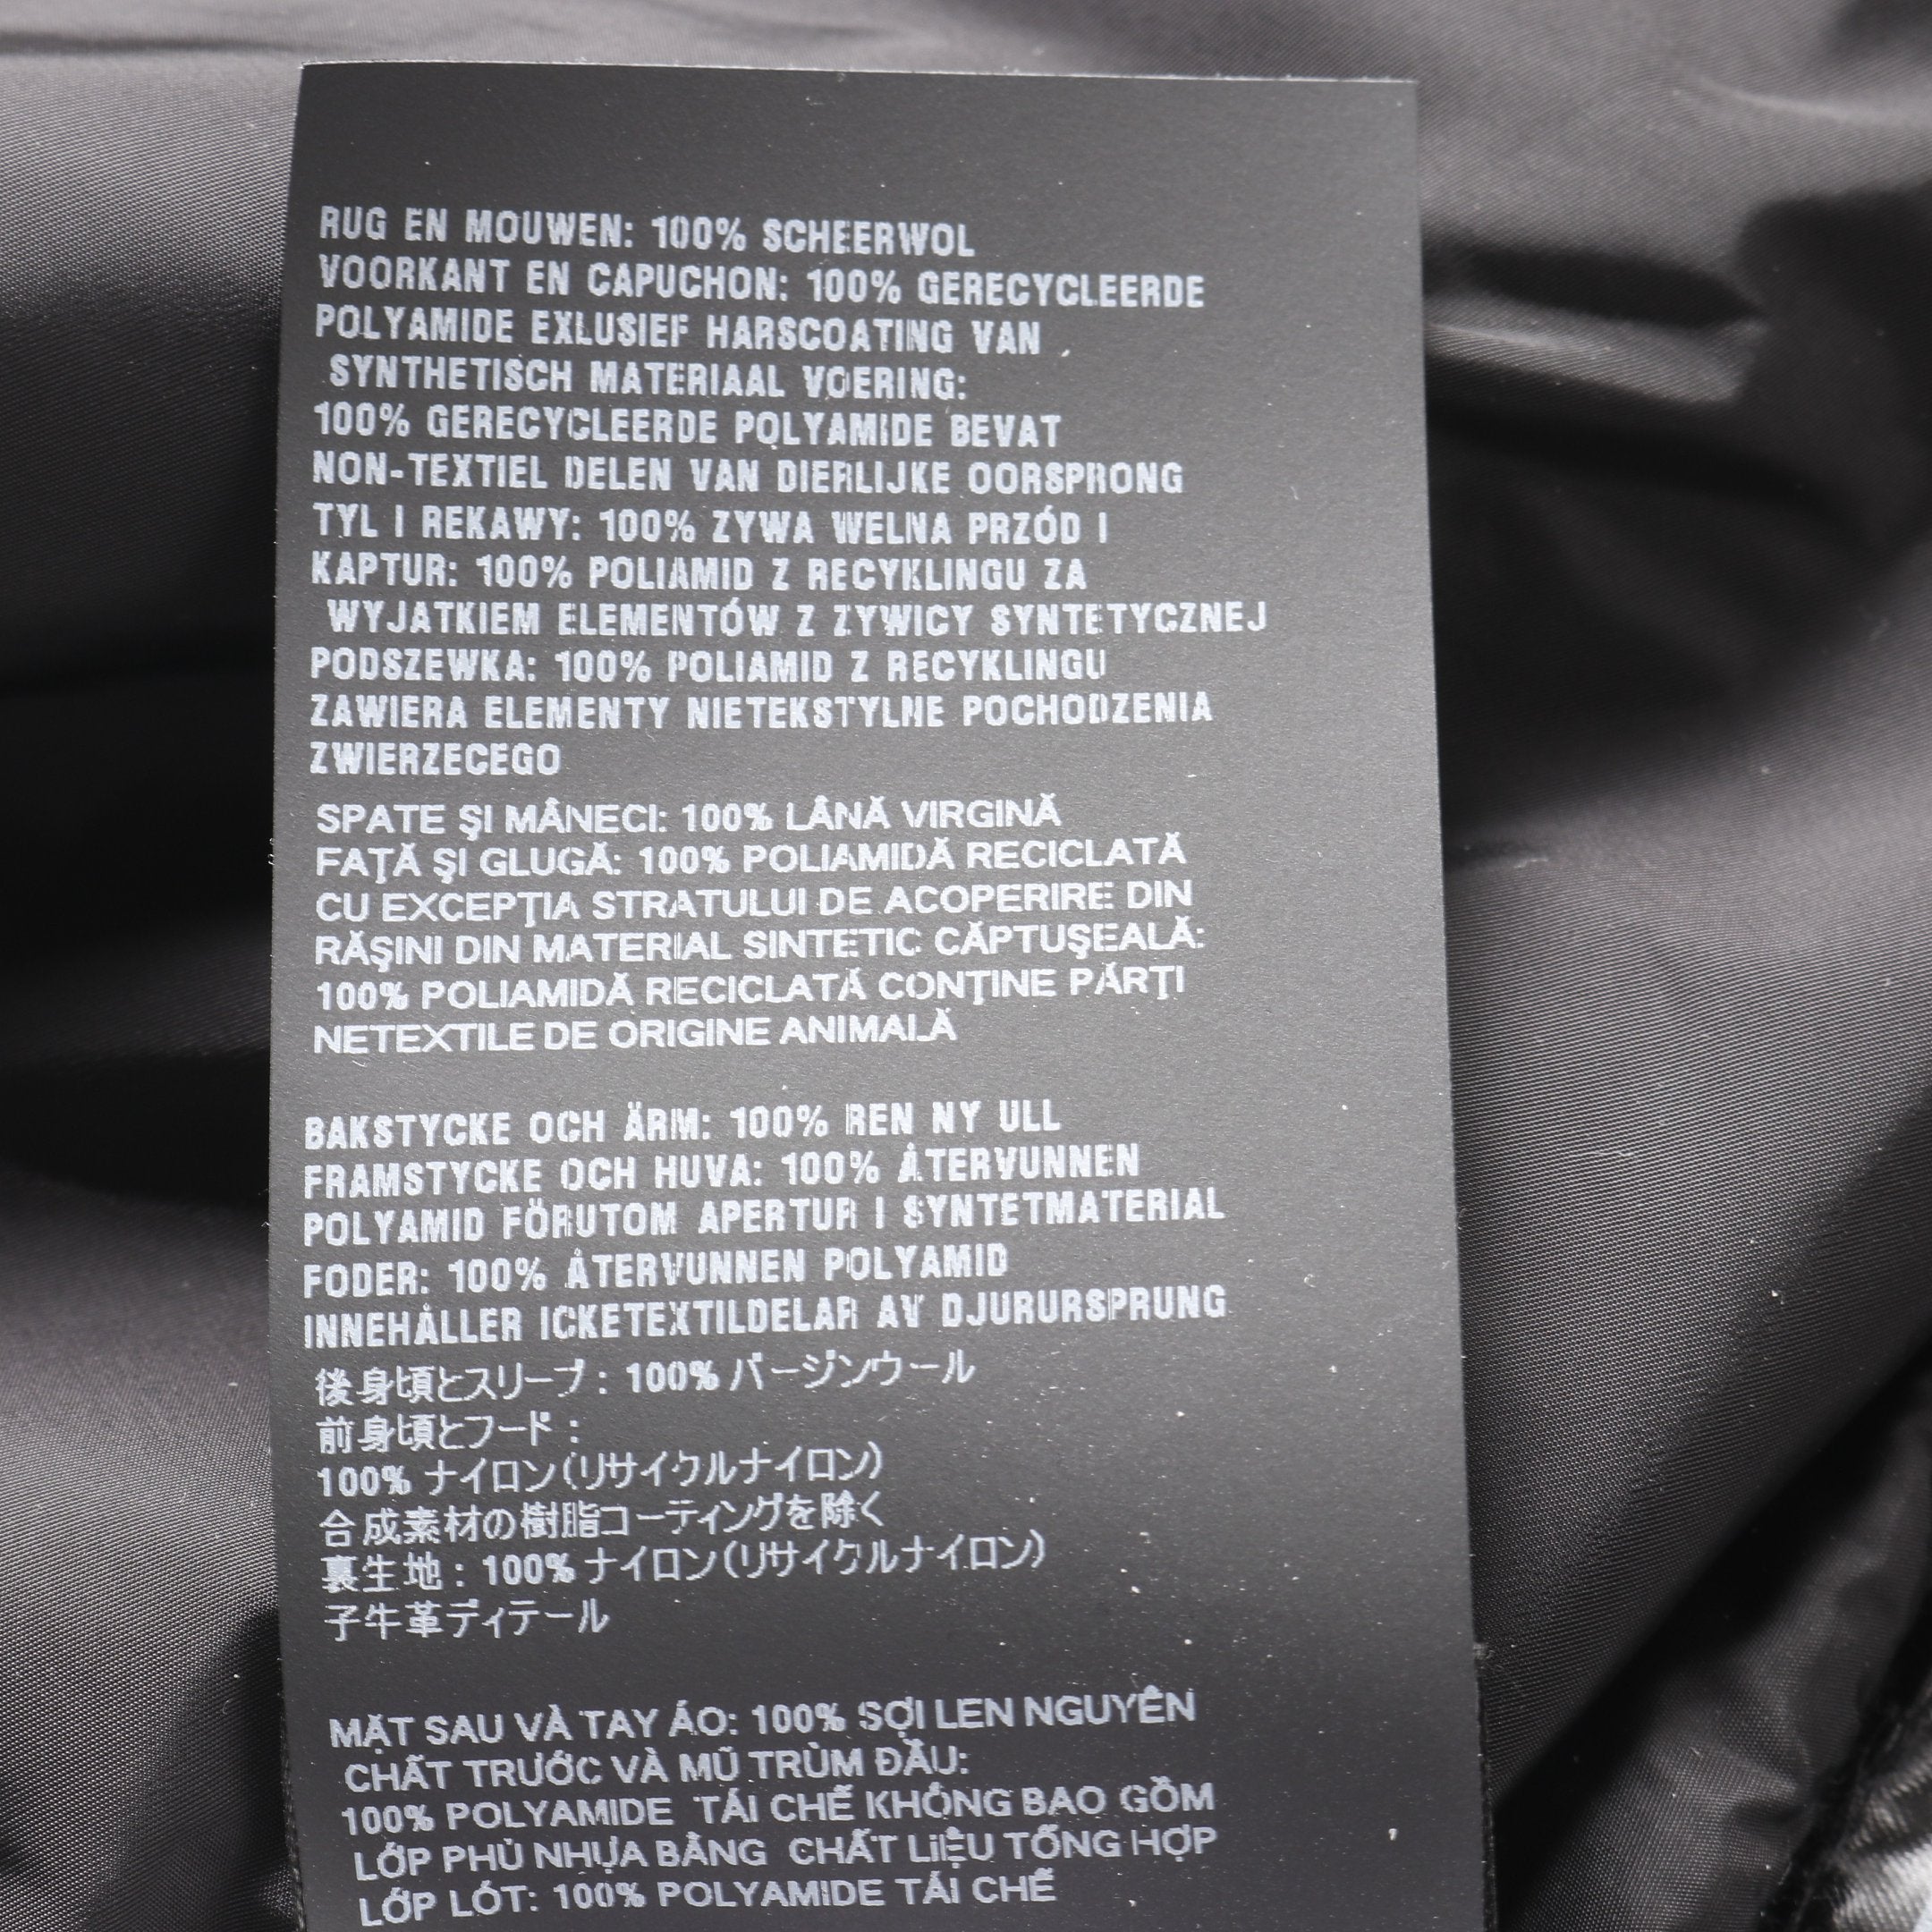 RUG EN MOUWEN: 100% SCHEERWOL
VOORKANT EN CAPUCHON: 100% GERECYCLEERDE
POLYAMIDE EXLUSIEF HARSCOATING VAN
SYNTHETISCH MATERIAAL VOERING:
100% GERECYCLEERDE POLYAMIDE BEVAT
NON-TEXTIEL DELEN VAN DIERLIJKE OORSPRONG
TYL I REKAWY: 100% ZYWA WELNA PRZÓD I
KAPTUR: 100% POLIAMID Z RECYKLINGU ZA
WYJATKIEM ELEMENTÓW Z ZYWICY SYNTETYCZNEJ
PODSZEWKA: 100% POLIAMID Z RECYKLINGU
ZAWIERA ELEMENTY NIETEKSTYLNE POCHODZENIA
ZWIERZECEGO
SPATE ŞI MÂNECI: 100% LÂNĂ VIRGINĂ
FAŢĂ ŞI GLUGĂ: 100% POLIAMIDĂ RECICLATĂ
CU EXCEPŢIA STRATULUI DE ACOPERIRE DIN
RĂŞINI DIN MATERIAL SINTETIC CĂPTUŞEALĂ:
100% POLIAMIDĂ RECICLATĂ CONŢINE PĂRŢI
NETEXTILE DE ORIGINE ANIMALĂ
BAKSTYCKE OCH ÄRM: 100% REN NY ULL
FRAMSTYCKE OCH HUVA: 100% ÅTERVUNNEN
POLYAMID FÖRUTOM APERTUR I SYNTETMATERIAL
FODER: 100% ÅTERVUNNEN POLYAMID
INNEHÅLLER ICKETEXTILDELAR AV DJURURSPRUNG
後身頃とスリーブ: 100% バージンウール
前身頃とフード:
100% ナイロン(リサイクルナイロン)
合成素材の樹脂コーティングを除く
裏生地: 100% ナイロン(リサイクルナイロン)
子牛革ディテール
MẶT SAU VÀ TAY ÁO: 100% SỢI LEN NGUYÊN
CHẤT TRƯỚC VÀ MŨ TRÙM ĐẦU:
100% POLYAMIDE TÁI CHẾ KHÔNG BAO GỒM
LỚP PHỦ NHỰA BẰNG CHẤT LIỆU TỔNG HỢP
LỚP LÓT: 100% POLYAMIDE TÁI CHẾ